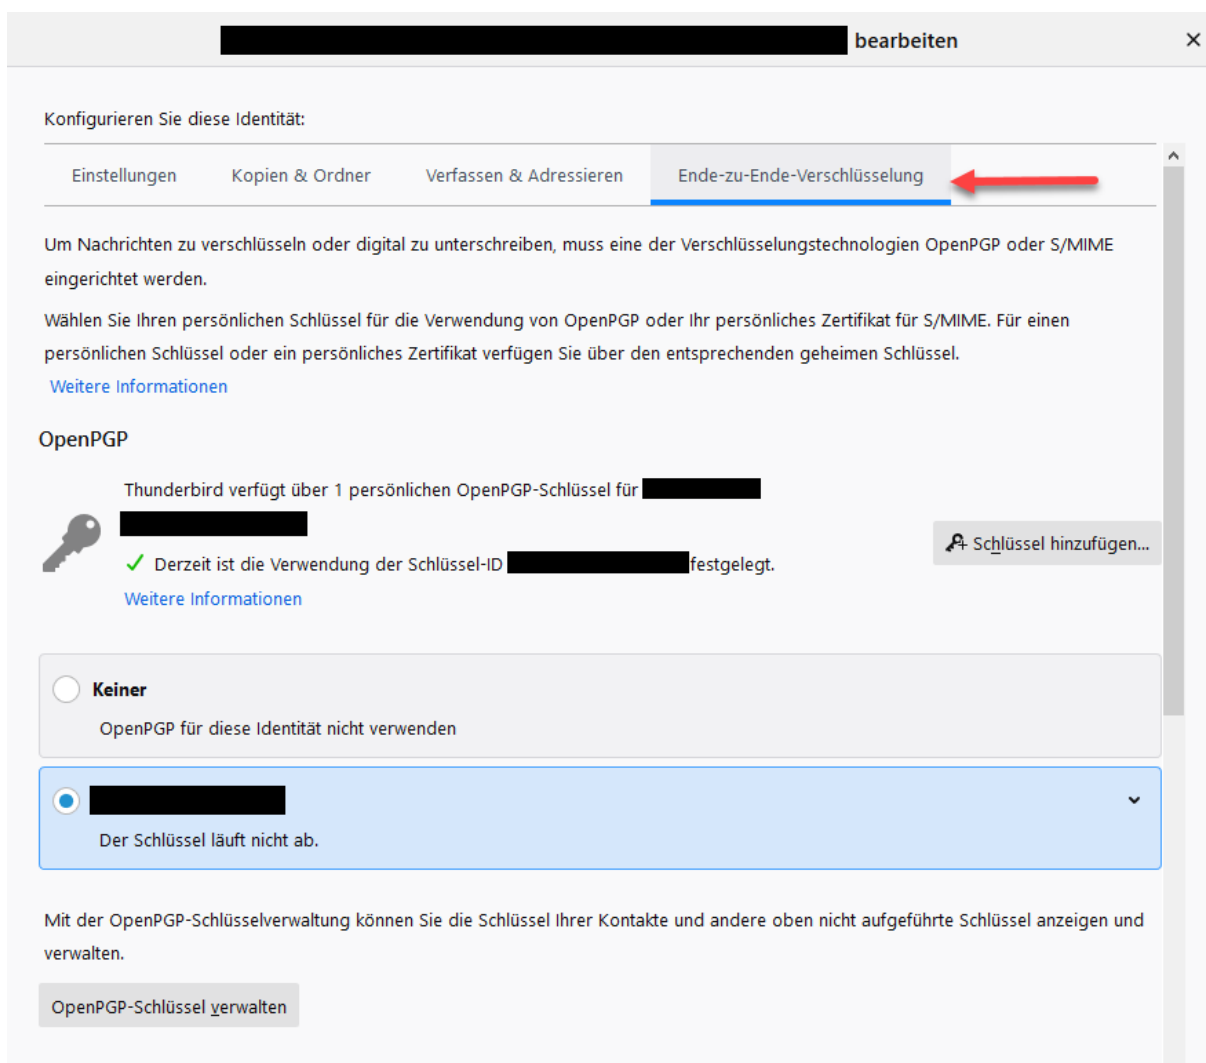 bearbeiten
Konfigurieren Sie diese Identität:
Einstellungen Kopien & Ordner Verfassen & Adressieren Ende-zu-Ende-Verschlüsselung
Um Nachrichten zu verschlüsseln oder digital zu unterschreiben, muss eine der Verschlüsselungstechnologien OpenPGP oder S/MIME
eingerichtet werden.
Wählen Sie Ihren persönlichen Schlüssel für die Verwendung von OpenPGP oder Ihr persönliches Zertifikat für S/MIME. Für einen
persönlichen Schlüssel oder ein persönliches Zertifikat verfügen Sie über den entsprechenden geheimen Schlüssel.
Weitere Informationen
OpenPGP
Thunderbird verfügt über 1 persönlichen OpenPGP-Schlüssel für
Schlüssel hinzufügen...
Derzeit ist die Verwendung der Schlüssel-ID festgelegt.
Weitere Informationen
Keiner
OpenPGP für diese Identität nicht verwenden
Der Schlüssel läuft nicht ab.
Mit der OpenPGP-Schlüsselverwaltung können Sie die Schlüssel Ihrer Kontakte und andere oben nicht aufgeführte Schlüssel anzeigen und
verwalten.
OpenPGP-Schlüssel verwalten